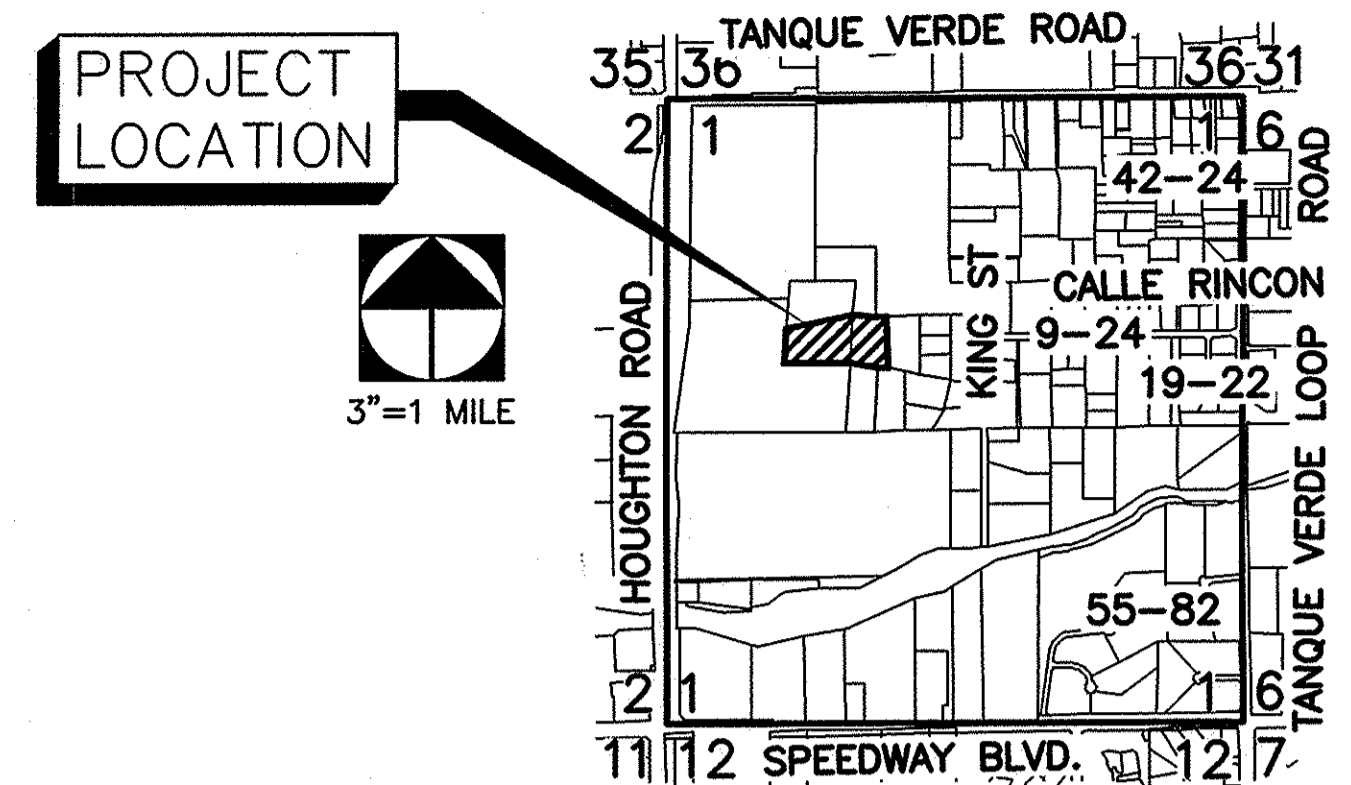 TANQUE VERDE ROAD
PROJECT
LOCATION
35 36
36 31
2 1
1 6
42-24
ROAD
KING ST
CALLE RINCON
9-24
19-22
HOUGHTON ROAD
3"=1 MILE
TANQUE VERDE LOOP
55-82
2 1
1 6
11 12
SPEEDWAY BLVD.
12 7